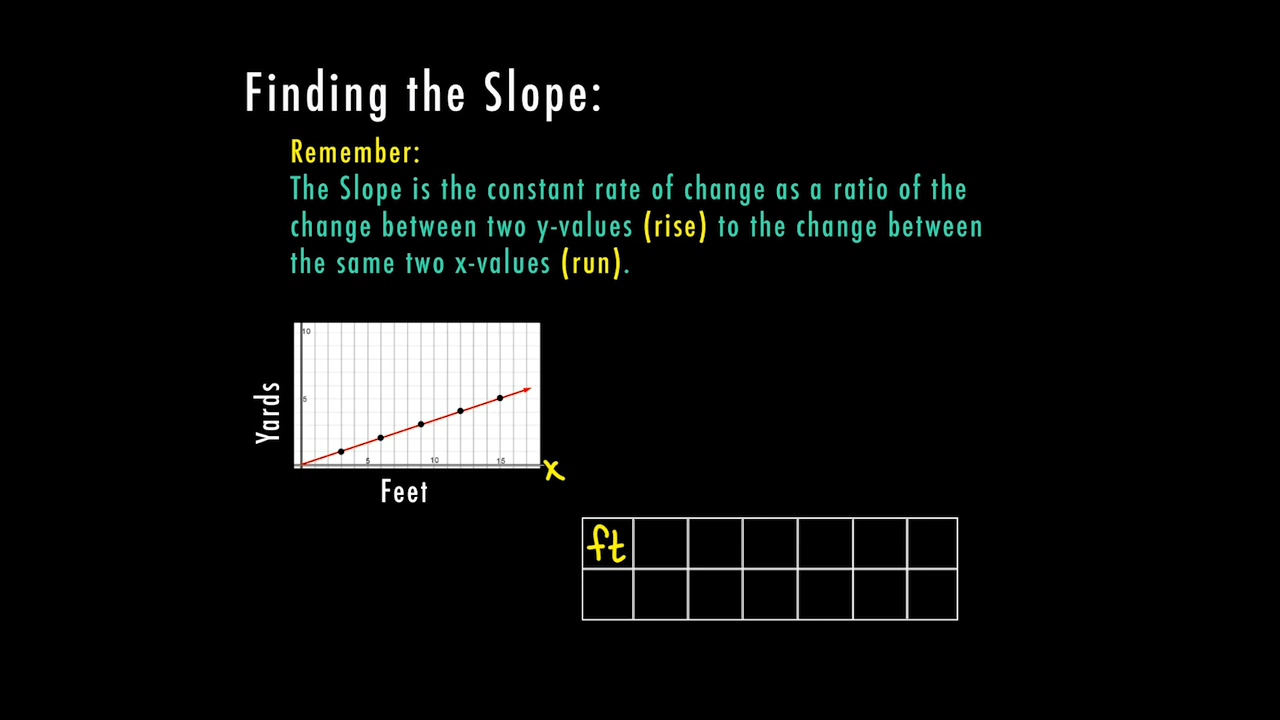 Finding the Slope:
Remember:
The Slope is the constant rate of change as a ratio of the
change between two y-values (rise) to the change between
the same two x-values (run).
10
5
Yards
5 10 15
x
Feet
ft